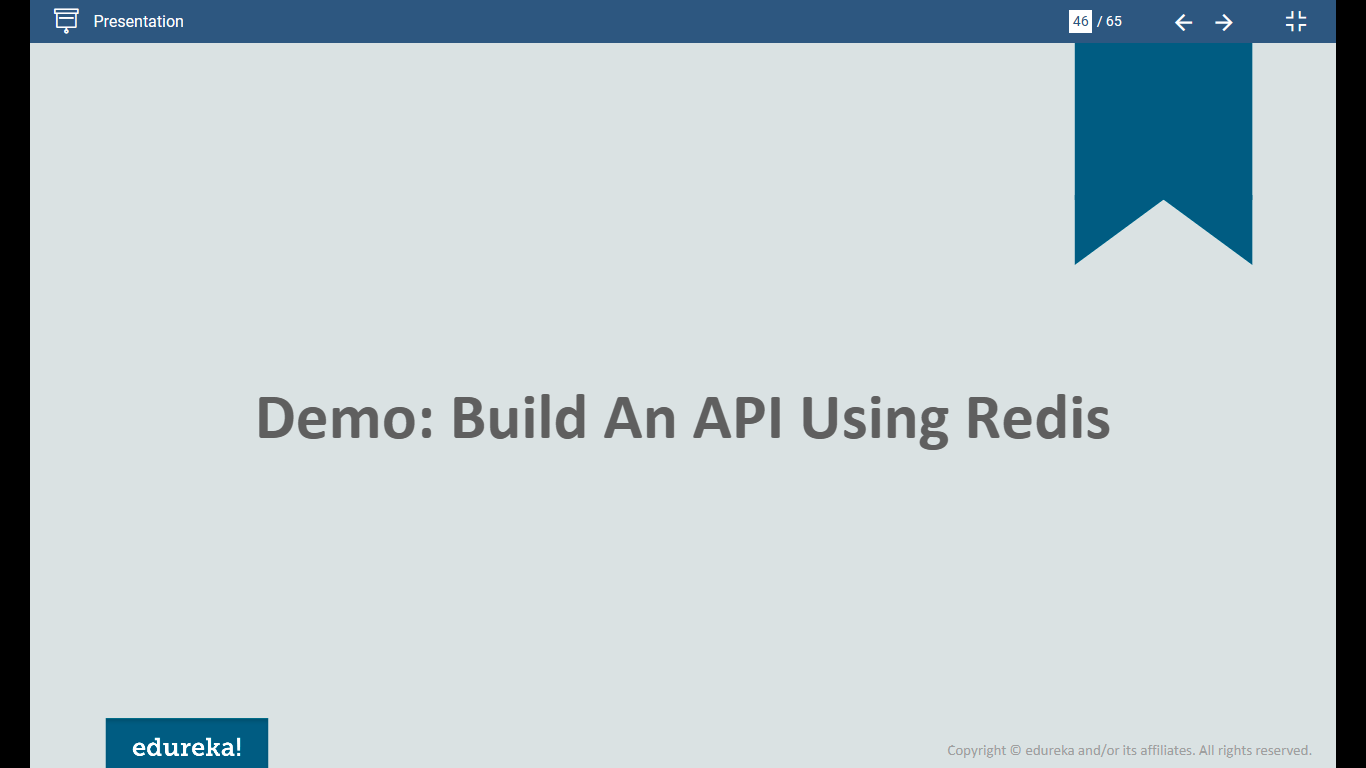 Presentation
46 / 65
Demo: Build An API Using Redis
edureka!
Copyright © edureka and/or its affiliates. All rights reserved.